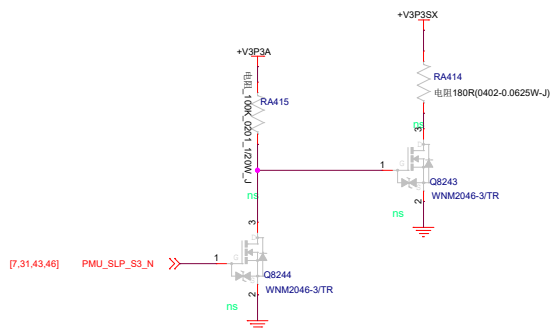 +V3P3SX
+V3P3A
RA414
电阻180R(0402-0.0625W-J)
RA415
电阻_100K_0201_1/20W_J
ns
3
1
Q8243
WNM2046-3/TR
2
ns
ns
3
[7,31,43,46] PMU_SLP_S3_N
1
Q8244
WNM2046-3/TR
2
ns